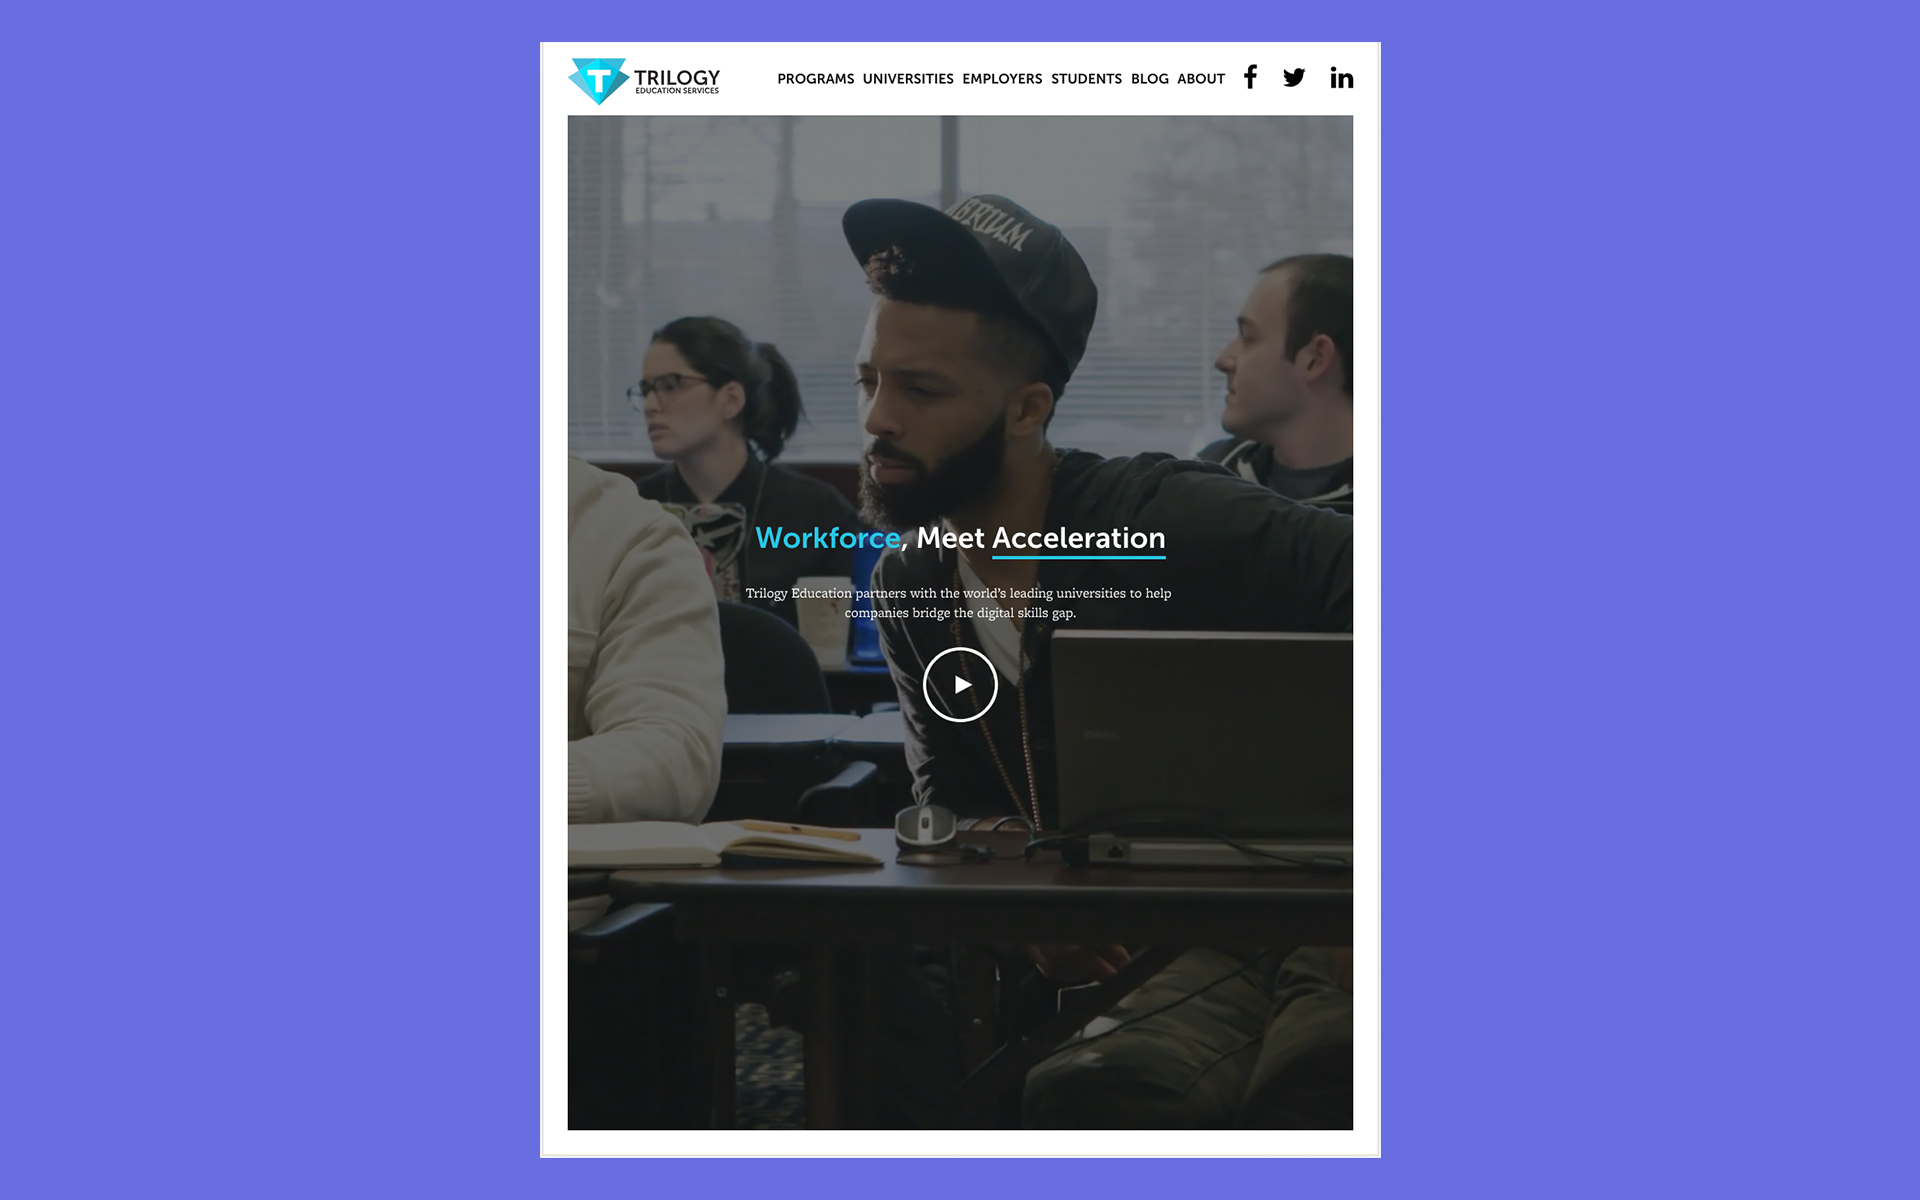 TRILOGY
EDUCATION SERVICES
PROGRAMS UNIVERSITIES EMPLOYERS STUDENTS BLOG ABOUT
Workforce, Meet Acceleration
Trilogy Education partners with the world’s leading universities to help
companies bridge the digital skills gap.